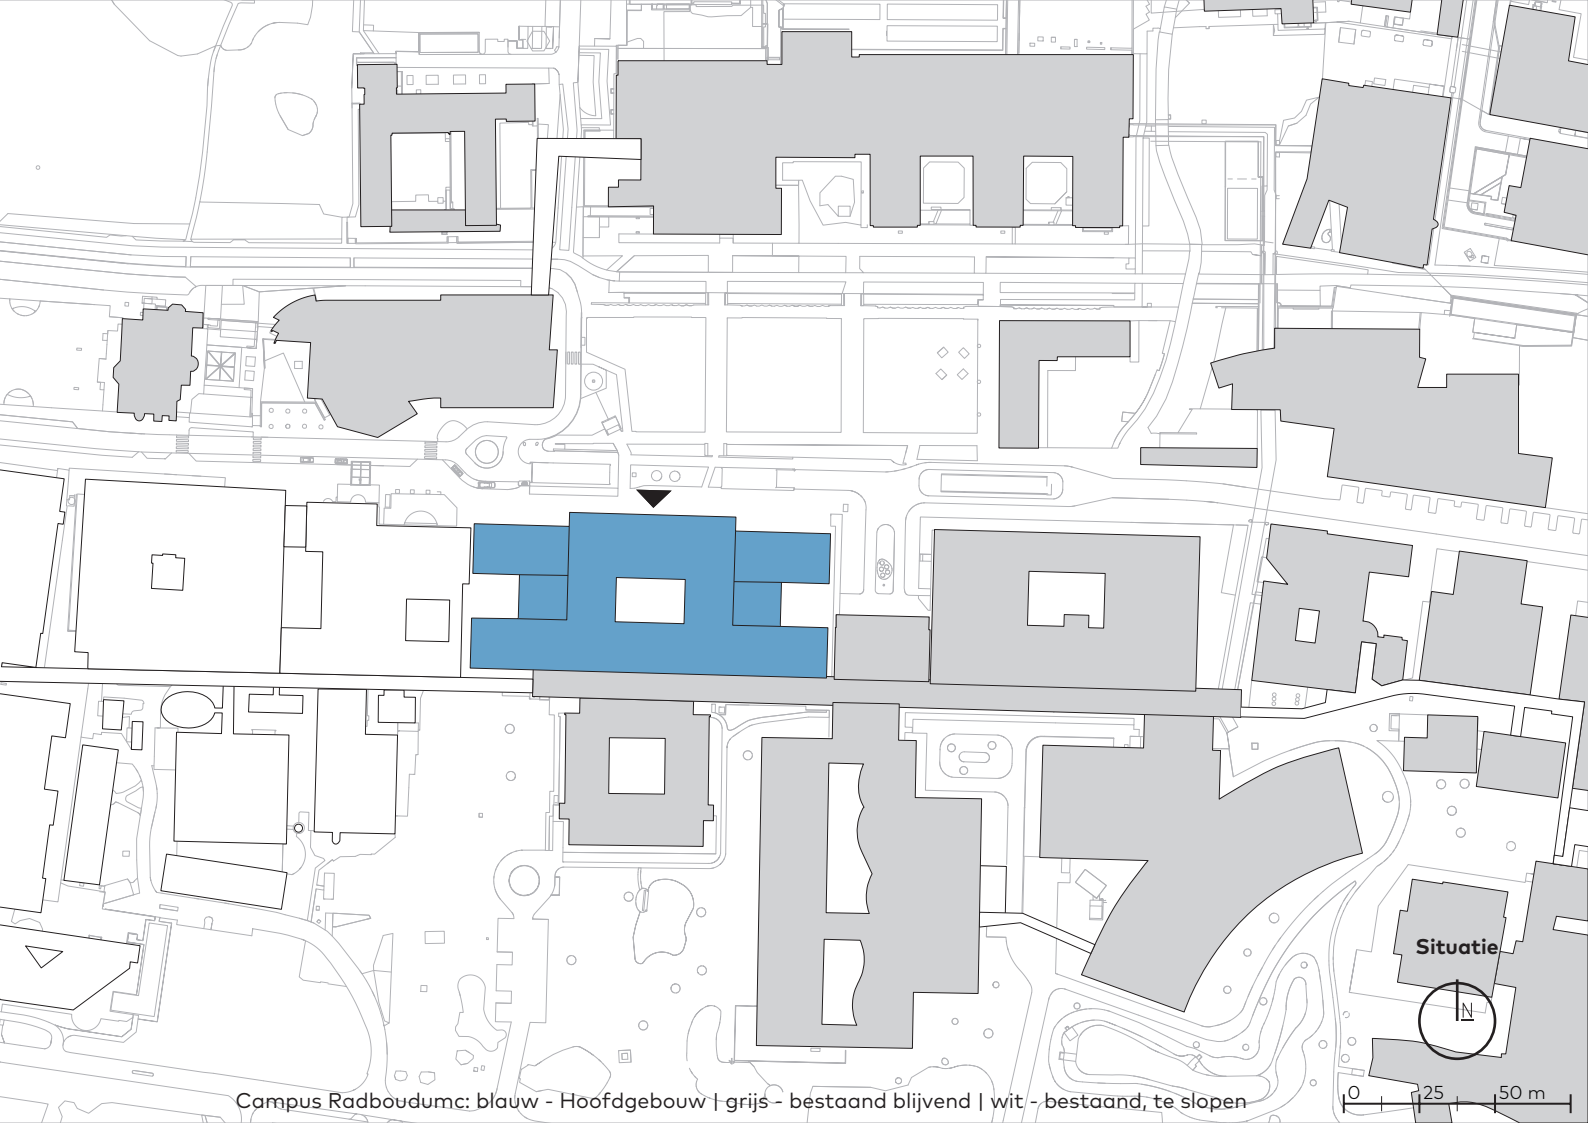 Situatie
N
Campus Radboudumc: blauw - Hoofdgebouw | grijs - bestaand blijvend | wit - bestaand, te slopen
0 25 50 m